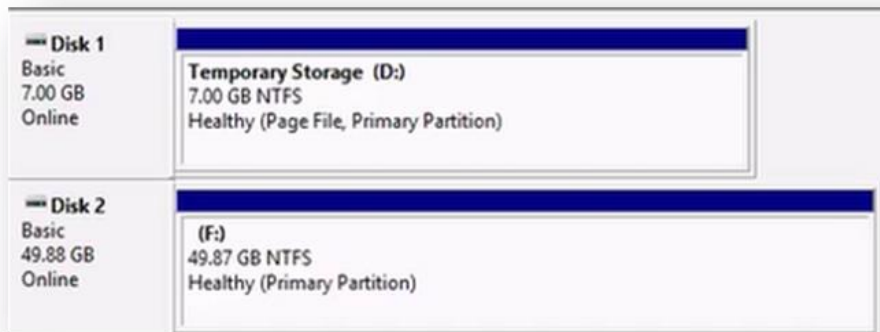 Disk 1
Basic
7.00 GB
Online
Temporary Storage (D:)
7.00 GB NTFS
Healthy (Page File, Primary Partition)
Disk 2
Basic
49.88 GB
Online
(F:)
49.87 GB NTFS
Healthy (Primary Partition)